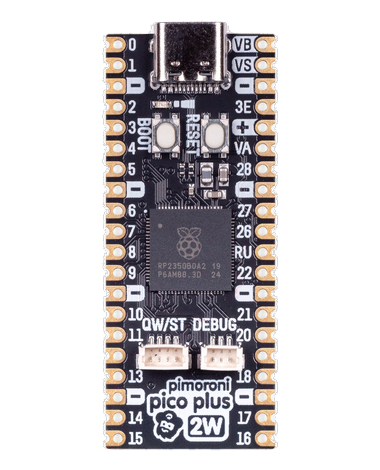 0 VB
1 VS
2 3E
3 BOOT RESET +
4 VA
5 28
6 27
7 26
8 RP2350B0A2 19 RU
9 P6AM88.3D 24 22
10 21
11 QW/ST DEBUG 20
12 19
13 18
pimoroni
pico plus
14 2W 17
15 16